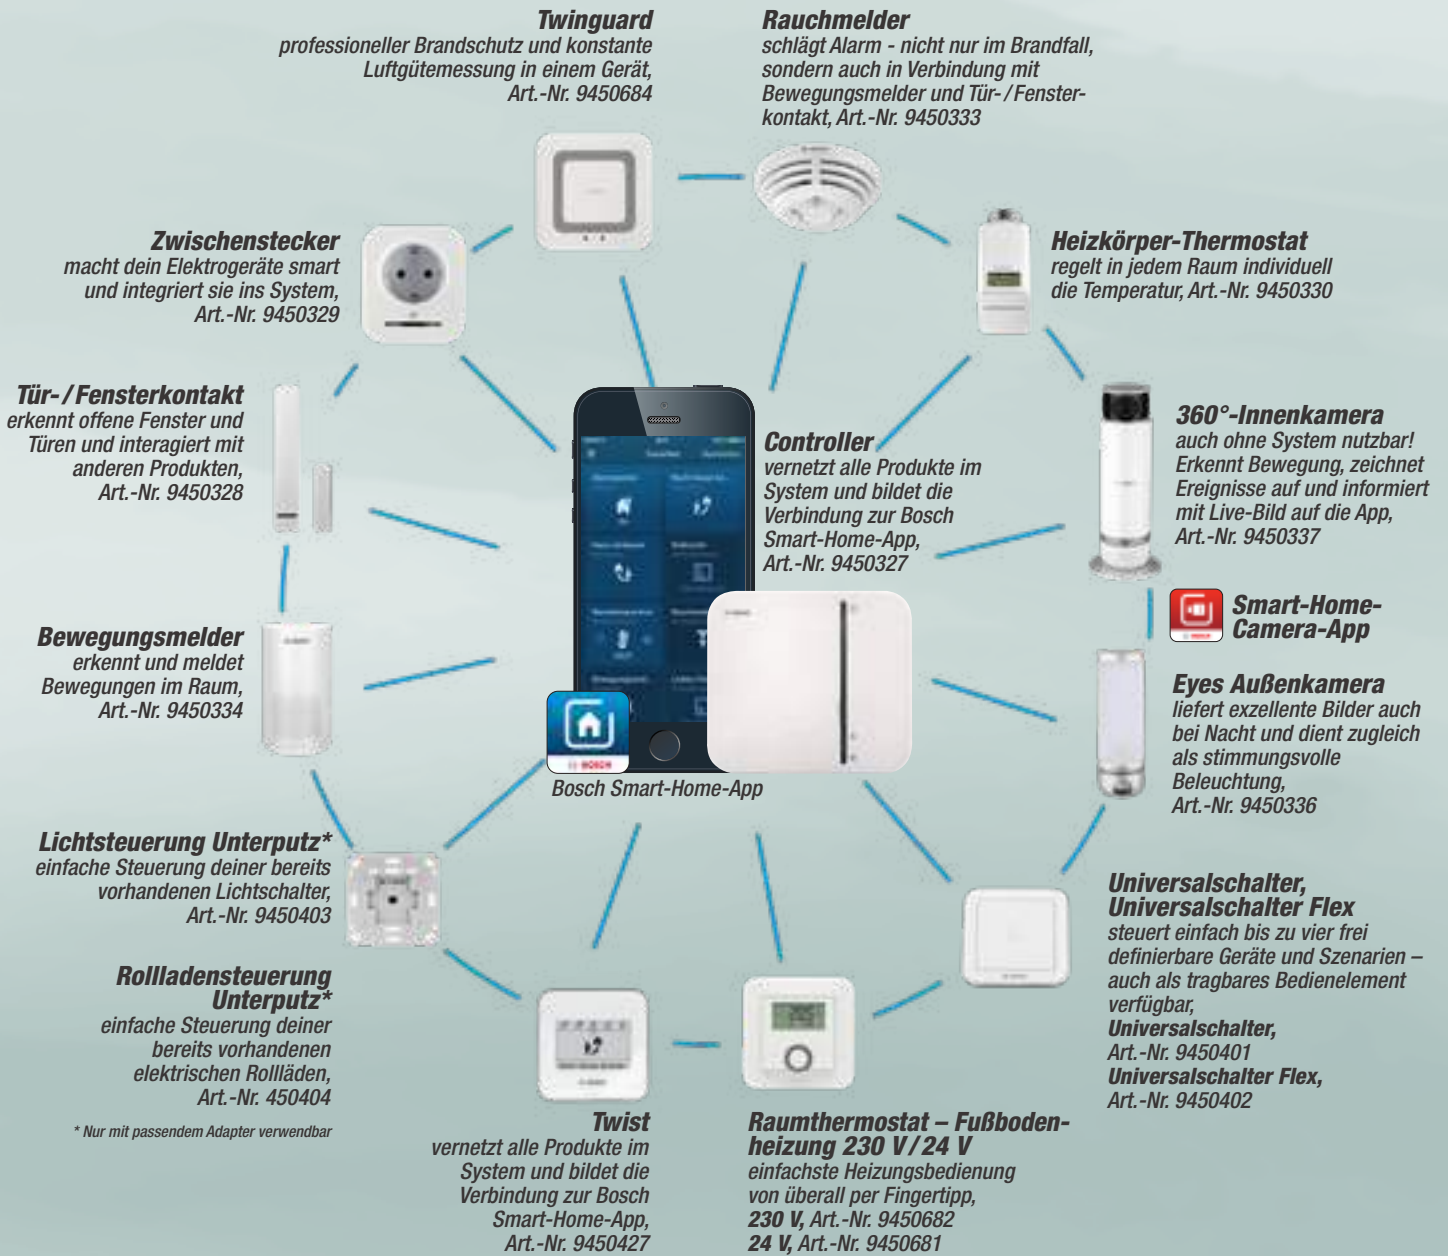 Twinguard
professioneller Brandschutz und konstante
Luftgütemessung in einem Gerät,
Art.-Nr. 9450684
Rauchmelder
schlägt Alarm - nicht nur im Brandfall,
sondern auch in Verbindung mit
Bewegungsmelder und Tür-/Fenster-
kontakt, Art.-Nr. 9450333
Zwischenstecker
macht dein Elektrogeräte smart
und integriert sie ins System,
Art.-Nr. 9450329
Heizkörper-Thermostat
regelt in jedem Raum individuell
die Temperatur, Art.-Nr. 9450330
Tür-/Fensterkontakt
erkennt offene Fenster und
Türen und interagiert mit
anderen Produkten,
Art.-Nr. 9450328
Controller
vernetzt alle Produkte im
System und bildet die
Verbindung zur Bosch
Smart-Home-App,
Art.-Nr. 9450327
360°-Innenkamera
auch ohne System nutzbar!
Erkennt Bewegung, zeichnet
Ereignisse auf und informiert
mit Live-Bild auf die App,
Art.-Nr. 9450337
Smart-Home-
Camera-App
Bewegungsmelder
erkennt und meldet
Bewegungen im Raum,
Art.-Nr. 9450334
Eyes Außenkamera
liefert exzellente Bilder auch
bei Nacht und dient zugleich
als stimmungsvolle
Beleuchtung,
Art.-Nr. 9450336
BOSCH
Bosch Smart-Home-App
Lichtsteuerung Unterputz*
einfache Steuerung deiner bereits
vorhandenen Lichtschalter,
Art.-Nr. 9450403
Universalschalter,
Universalschalter Flex
steuert einfach bis zu vier frei
definierbare Geräte und Szenarien –
auch als tragbares Bedienelement
verfügbar,
Universalschalter,
Art.-Nr. 9450401
Universalschalter Flex,
Art.-Nr. 9450402
Rollladensteuerung
Unterputz*
einfache Steuerung deiner
bereits vorhandenen
elektrischen Rollläden,
Art.-Nr. 450404
* Nur mit passendem Adapter verwendbar
Twist
vernetzt alle Produkte im
System und bildet die
Verbindung zur Bosch
Smart-Home-App,
Art.-Nr. 9450427
Raumthermostat – Fußboden-
heizung 230 V/24 V
einfachste Heizungsbedienung
von überall per Fingertipp,
230 V, Art.-Nr. 9450682
24 V, Art.-Nr. 9450681